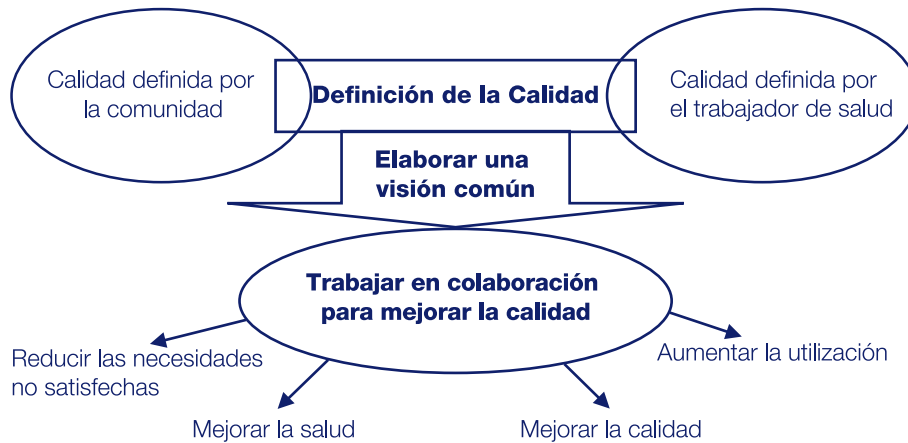 Calidad definida por
la comunidad
Definición de la Calidad
Calidad definida por
el trabajador de salud
Elaborar una
visión común
Trabajar en colaboración
para mejorar la calidad
Reducir las necesidades
no satisfechas
Aumentar la utilización
Mejorar la salud
Mejorar la calidad